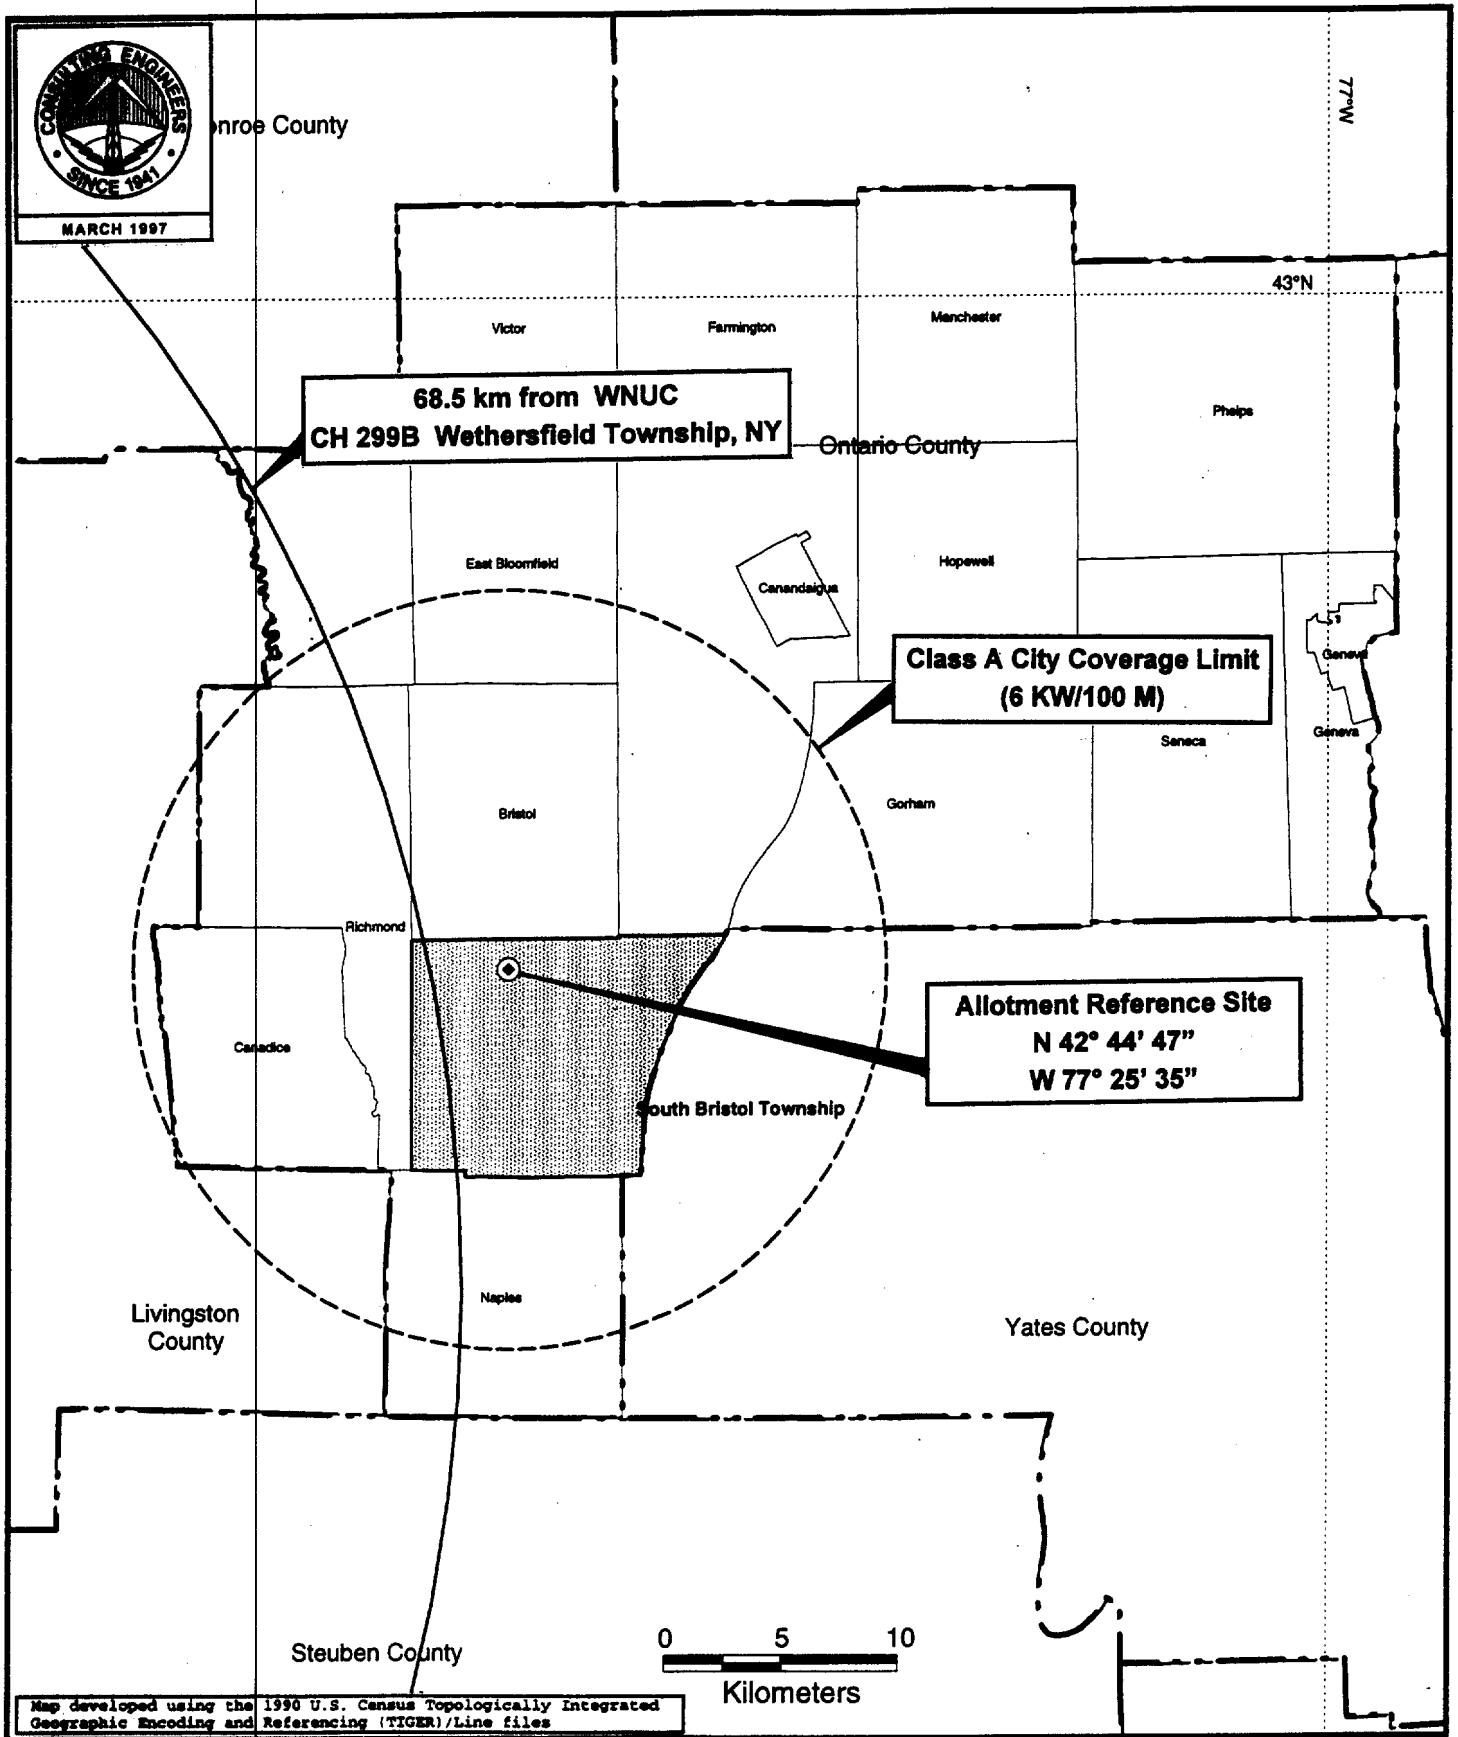 CONSULTING ENGINEERS
SINCE 1941
MARCH 1997
nroe County
77°W
43°N
Victor
Farmington
Manchester
68.5 km from WNUC
CH 299B Wethersfield Township, NY
Phelps
Ontario County
East Bloomfield
Canandaigua
Hopewell
Class A City Coverage Limit
(6 KW/100 M)
Geneva
Geneva
Seneca
Bristol
Gorham
Richmond
Allotment Reference Site
N 42° 44' 47"
W 77° 25' 35"
Canadice
South Bristol Township
Naples
Livingston
County
Yates County
Steuben County
0 5 10
Kilometers
Map developed using the 1990 U.S. Census Topologically Integrated
Geographic Encoding and Referencing (TIGER)/Line files